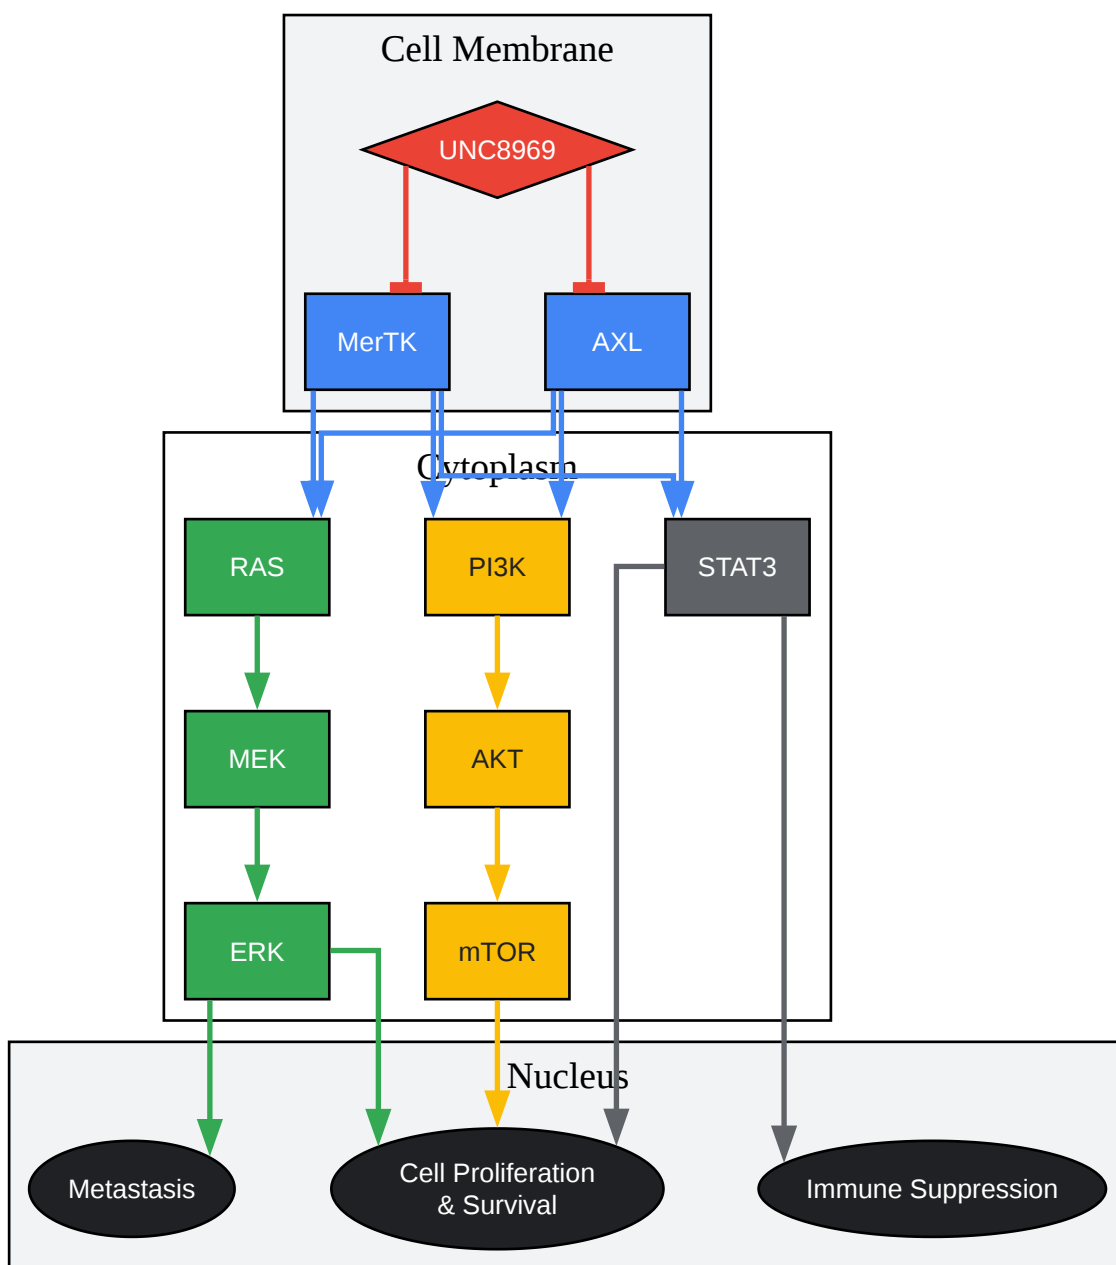 Cell Membrane
UNC8969
MerTK
AXL
Cytoplasm
RAS
PI3K
STAT3
MEK
AKT
ERK
mTOR
Nucleus
Metastasis
Cell Proliferation
& Survival
Immune Suppression